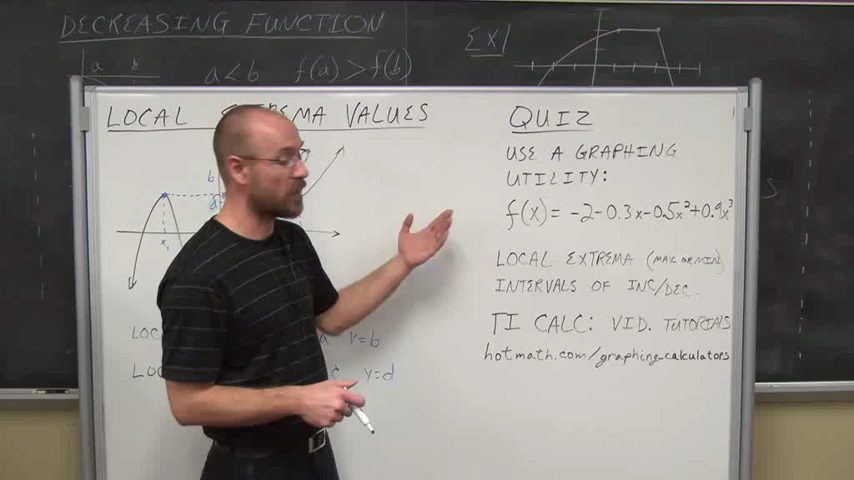 DECREASING FUNCTION
a b
a<b f(a)>f(b)
EX/
LOCAL VALUES
b
d
x₁
y=b
y=d
QUIZ
USE A GRAPHING
UTILITY:
f(x)= -2-0.3x-0.5x²+0.9x³
LOCAL EXTREMA (MAX OR MIN)
INTERVALS OF INC/DEC.
TI CALC: VID. TUTORIALS
hotmath.com/graphing_calculators